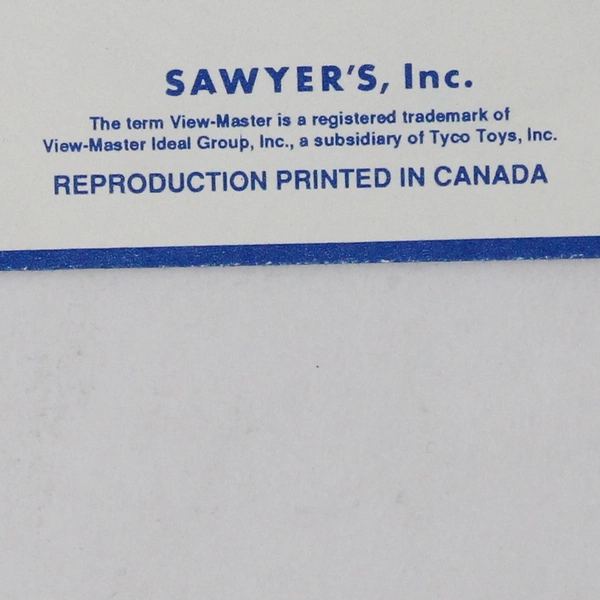 SAWYER'S, Inc.
The term View-Master is a registered trademark of
View-Master Ideal Group, Inc., a subsidiary of Tyco Toys, Inc.
REPRODUCTION PRINTED IN CANADA